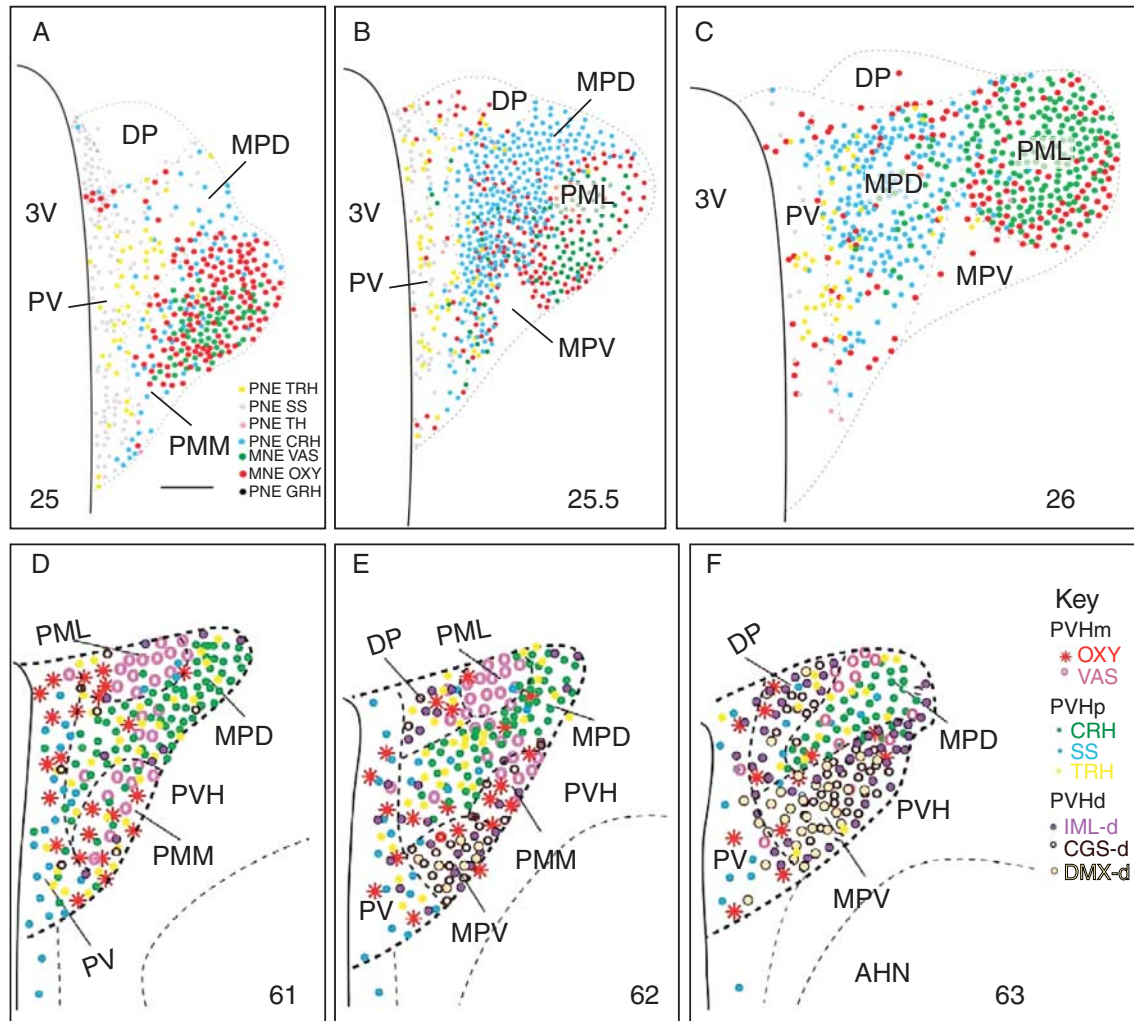 A
DP
MPD
3V
PV
PMM
PNE TRH
PNE SS
PNE TH
PNE CRH
MNE VAS
MNE OXY
PNE GRH
25
B
DP
MPD
3V
PML
PV
MPV
25.5
C
DP
PML
3V
MPD
PV
MPV
26
D
PML
MPD
PVH
PMM
PV
61
E
DP
PML
MPD
PVH
PMM
PV
MPV
62
F
DP
MPD
PVH
PV
MPV
AHN
63
Key
PVHm
OXY
VAS
PVHp
CRH
SS
TRH
PVHd
IML-d
CGS-d
DMX-d